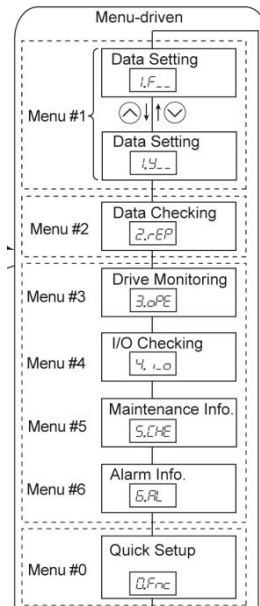 Menu-driven
Data Setting
1.F__
Menu #1
Data Setting
1.y__
Data Checking
Menu #2
2.rEP
Drive Monitoring
Menu #3
3.oPE
I/O Checking
Menu #4
4.i_o
Maintenance Info.
Menu #5
5.CHE
Alarm Info.
Menu #6
6.AL
Quick Setup
Menu #0
0.Fnc